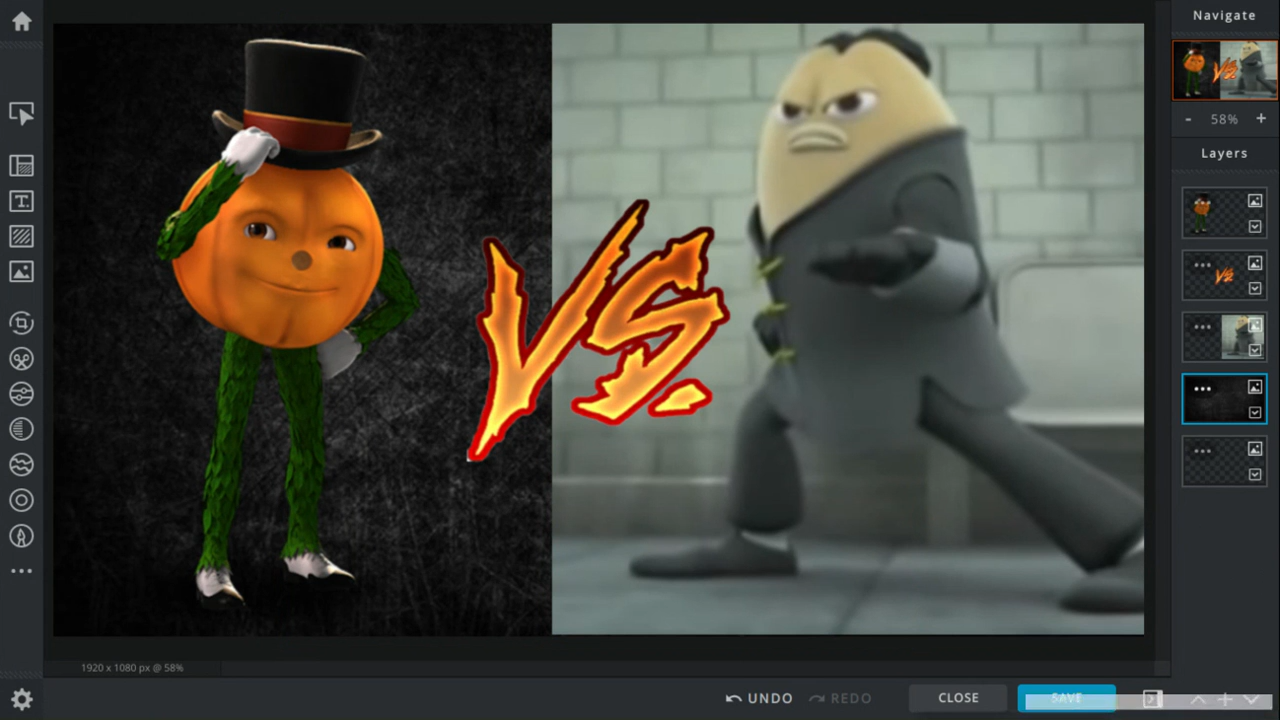 Navigate
- 58% +
Layers
VS.
1920 x 1080 px @ 58%
UNDO REDO CLOSE SAVE